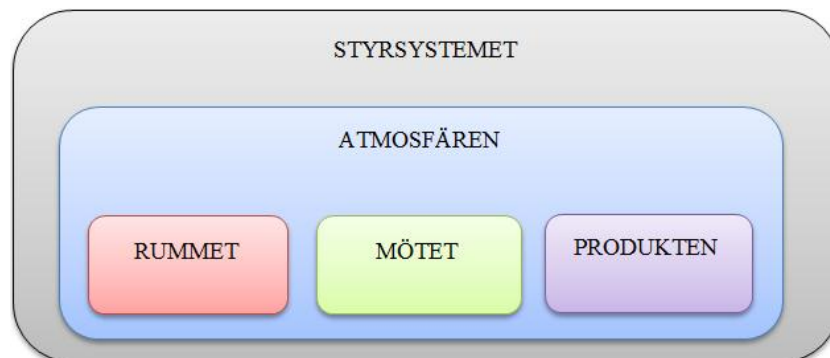 STYRSYSTEMET
ATMOSFÄREN
RUMMET
MÖTET
PRODUKTEN